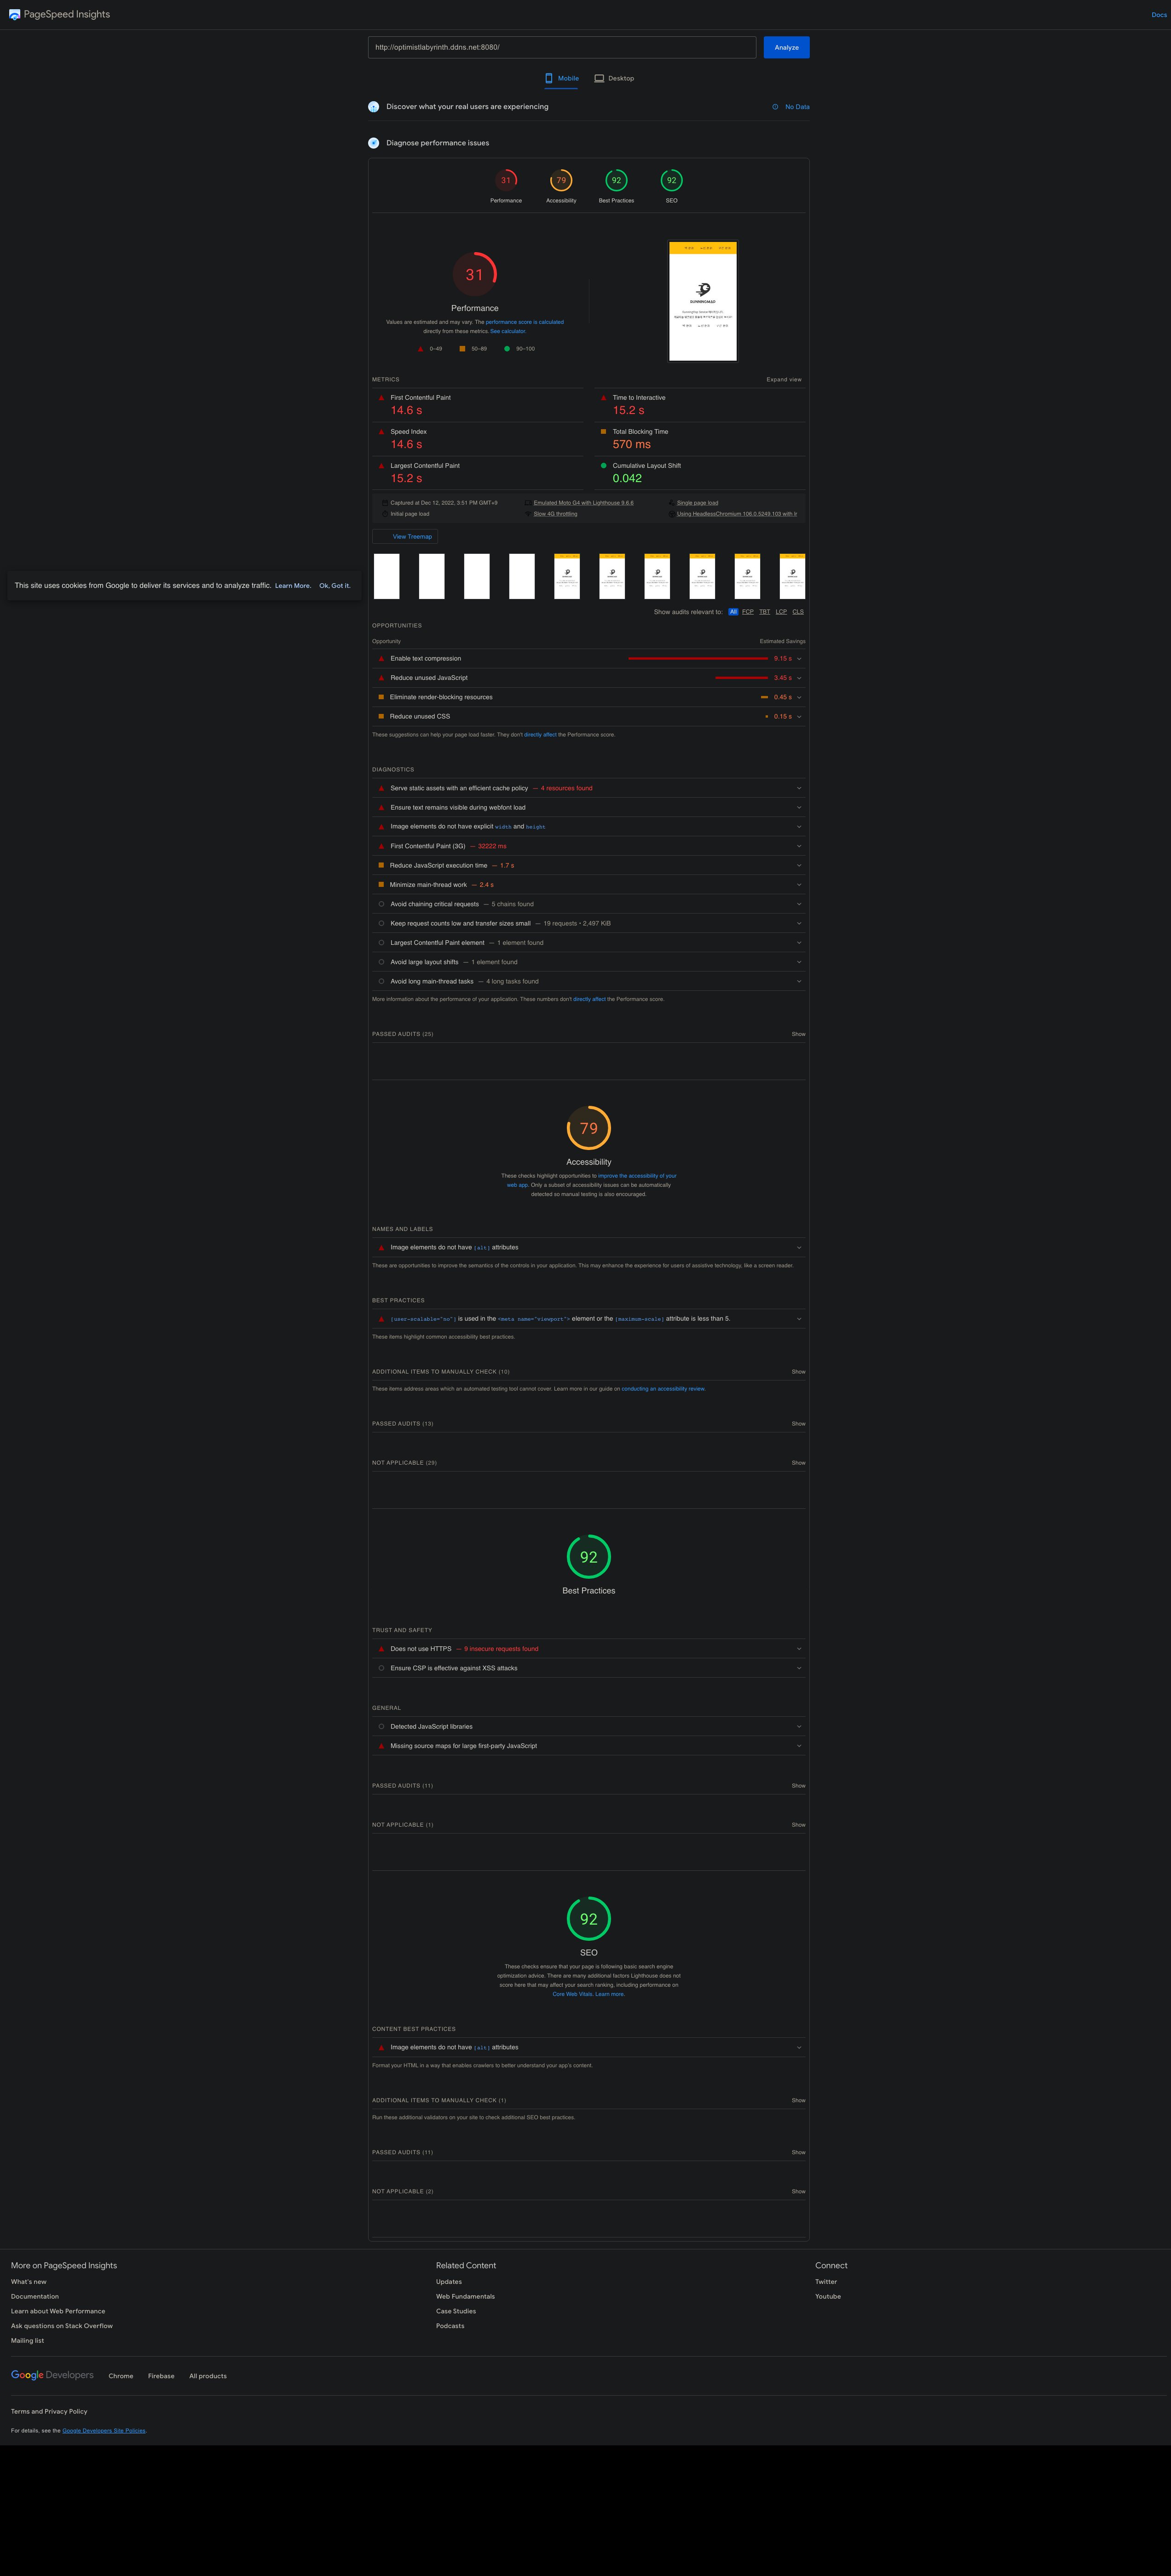 PageSpeed Insights
Docs
http://optimistlabyrinth.ddns.net:8080/
Analyze
Mobile
Desktop
Discover what your real users are experiencing
No Data
Diagnose performance issues
31
79
92
92
Performance
Accessibility
Best Practices
SEO
31
Performance
Values are estimated and may vary. The performance score is calculated
directly from these metrics. See calculator.
0–49
50–89
90–100
METRICS
Expand view
First Contentful Paint
14.6 s
Time to Interactive
15.2 s
Speed Index
14.6 s
Total Blocking Time
570 ms
Largest Contentful Paint
15.2 s
Cumulative Layout Shift
0.042
Captured at Dec 12, 2022, 3:51 PM GMT+9
Emulated Moto G4 with Lighthouse 9.6.6
Single page load
Initial page load
Slow 4G throttling
Using HeadlessChromium 106.0.5249.103 with lr
View Treemap
This site uses cookies from Google to deliver its services and to analyze traffic. Learn More. Ok, Got it.
Show audits relevant to: All FCP TBT LCP CLS
OPPORTUNITIES
Opportunity
Estimated Savings
Enable text compression
8.15 s
Reduce unused JavaScript
3.45 s
Eliminate render-blocking resources
0.45 s
Reduce unused CSS
0.15 s
These suggestions can help your page load faster. They don't directly affect the Performance score.
DIAGNOSTICS
Serve static assets with an efficient cache policy — 4 resources found
Ensure text remains visible during webfont load
Image elements do not have explicit width and height
First Contentful Paint (3G) — 32222 ms
Reduce JavaScript execution time — 1.7 s
Minimize main-thread work — 2.4 s
Avoid chaining critical requests — 5 chains found
Keep request counts low and transfer sizes small — 19 requests • 2,497 KiB
Largest Contentful Paint element — 1 element found
Avoid large layout shifts — 1 element found
Avoid long main-thread tasks — 4 long tasks found
More information about the performance of your application. These numbers don't directly affect the Performance score.
PASSED AUDITS (25)
Show
79
Accessibility
These checks highlight opportunities to improve the accessibility of your
web app. Only a subset of accessibility issues can be automatically
detected so manual testing is also encouraged.
NAMES AND LABELS
Image elements do not have [alt] attributes
These are opportunities to improve the semantics of the controls in your application. This may enhance the experience for users of assistive technology, like a screen reader.
BEST PRACTICES
[user-scalable="no"] is used in the <meta name="viewport"> element or the [maximum-scale] attribute is less than 5.
These items highlight common accessibility best practices.
ADDITIONAL ITEMS TO MANUALLY CHECK (10)
Show
These items address areas which an automated testing tool cannot cover. Learn more in our guide on conducting an accessibility review.
PASSED AUDITS (13)
Show
NOT APPLICABLE (29)
Show
92
Best Practices
TRUST AND SAFETY
Does not use HTTPS — 9 insecure requests found
Ensure CSP is effective against XSS attacks
GENERAL
Detected JavaScript libraries
Missing source maps for large first-party JavaScript
PASSED AUDITS (11)
Show
NOT APPLICABLE (1)
Show
92
SEO
These checks ensure that your page is following basic search engine
optimization advice. There are many additional factors Lighthouse does not
score here that may affect your search ranking, including performance on
Core Web Vitals. Learn more.
CONTENT BEST PRACTICES
Image elements do not have [alt] attributes
Format your HTML in a way that enables crawlers to better understand your app's content.
ADDITIONAL ITEMS TO MANUALLY CHECK (1)
Show
Run these additional validators on your site to check additional SEO best practices.
PASSED AUDITS (11)
Show
NOT APPLICABLE (2)
Show
More on PageSpeed Insights
What's new
Documentation
Learn about Web Performance
Ask questions on Stack Overflow
Mailing list
Related Content
Updates
Web Fundamentals
Case Studies
Podcasts
Connect
Twitter
Youtube
Google Developers
Chrome
Firebase
All products
Terms and Privacy Policy
For details, see the Google Developers Site Policies.